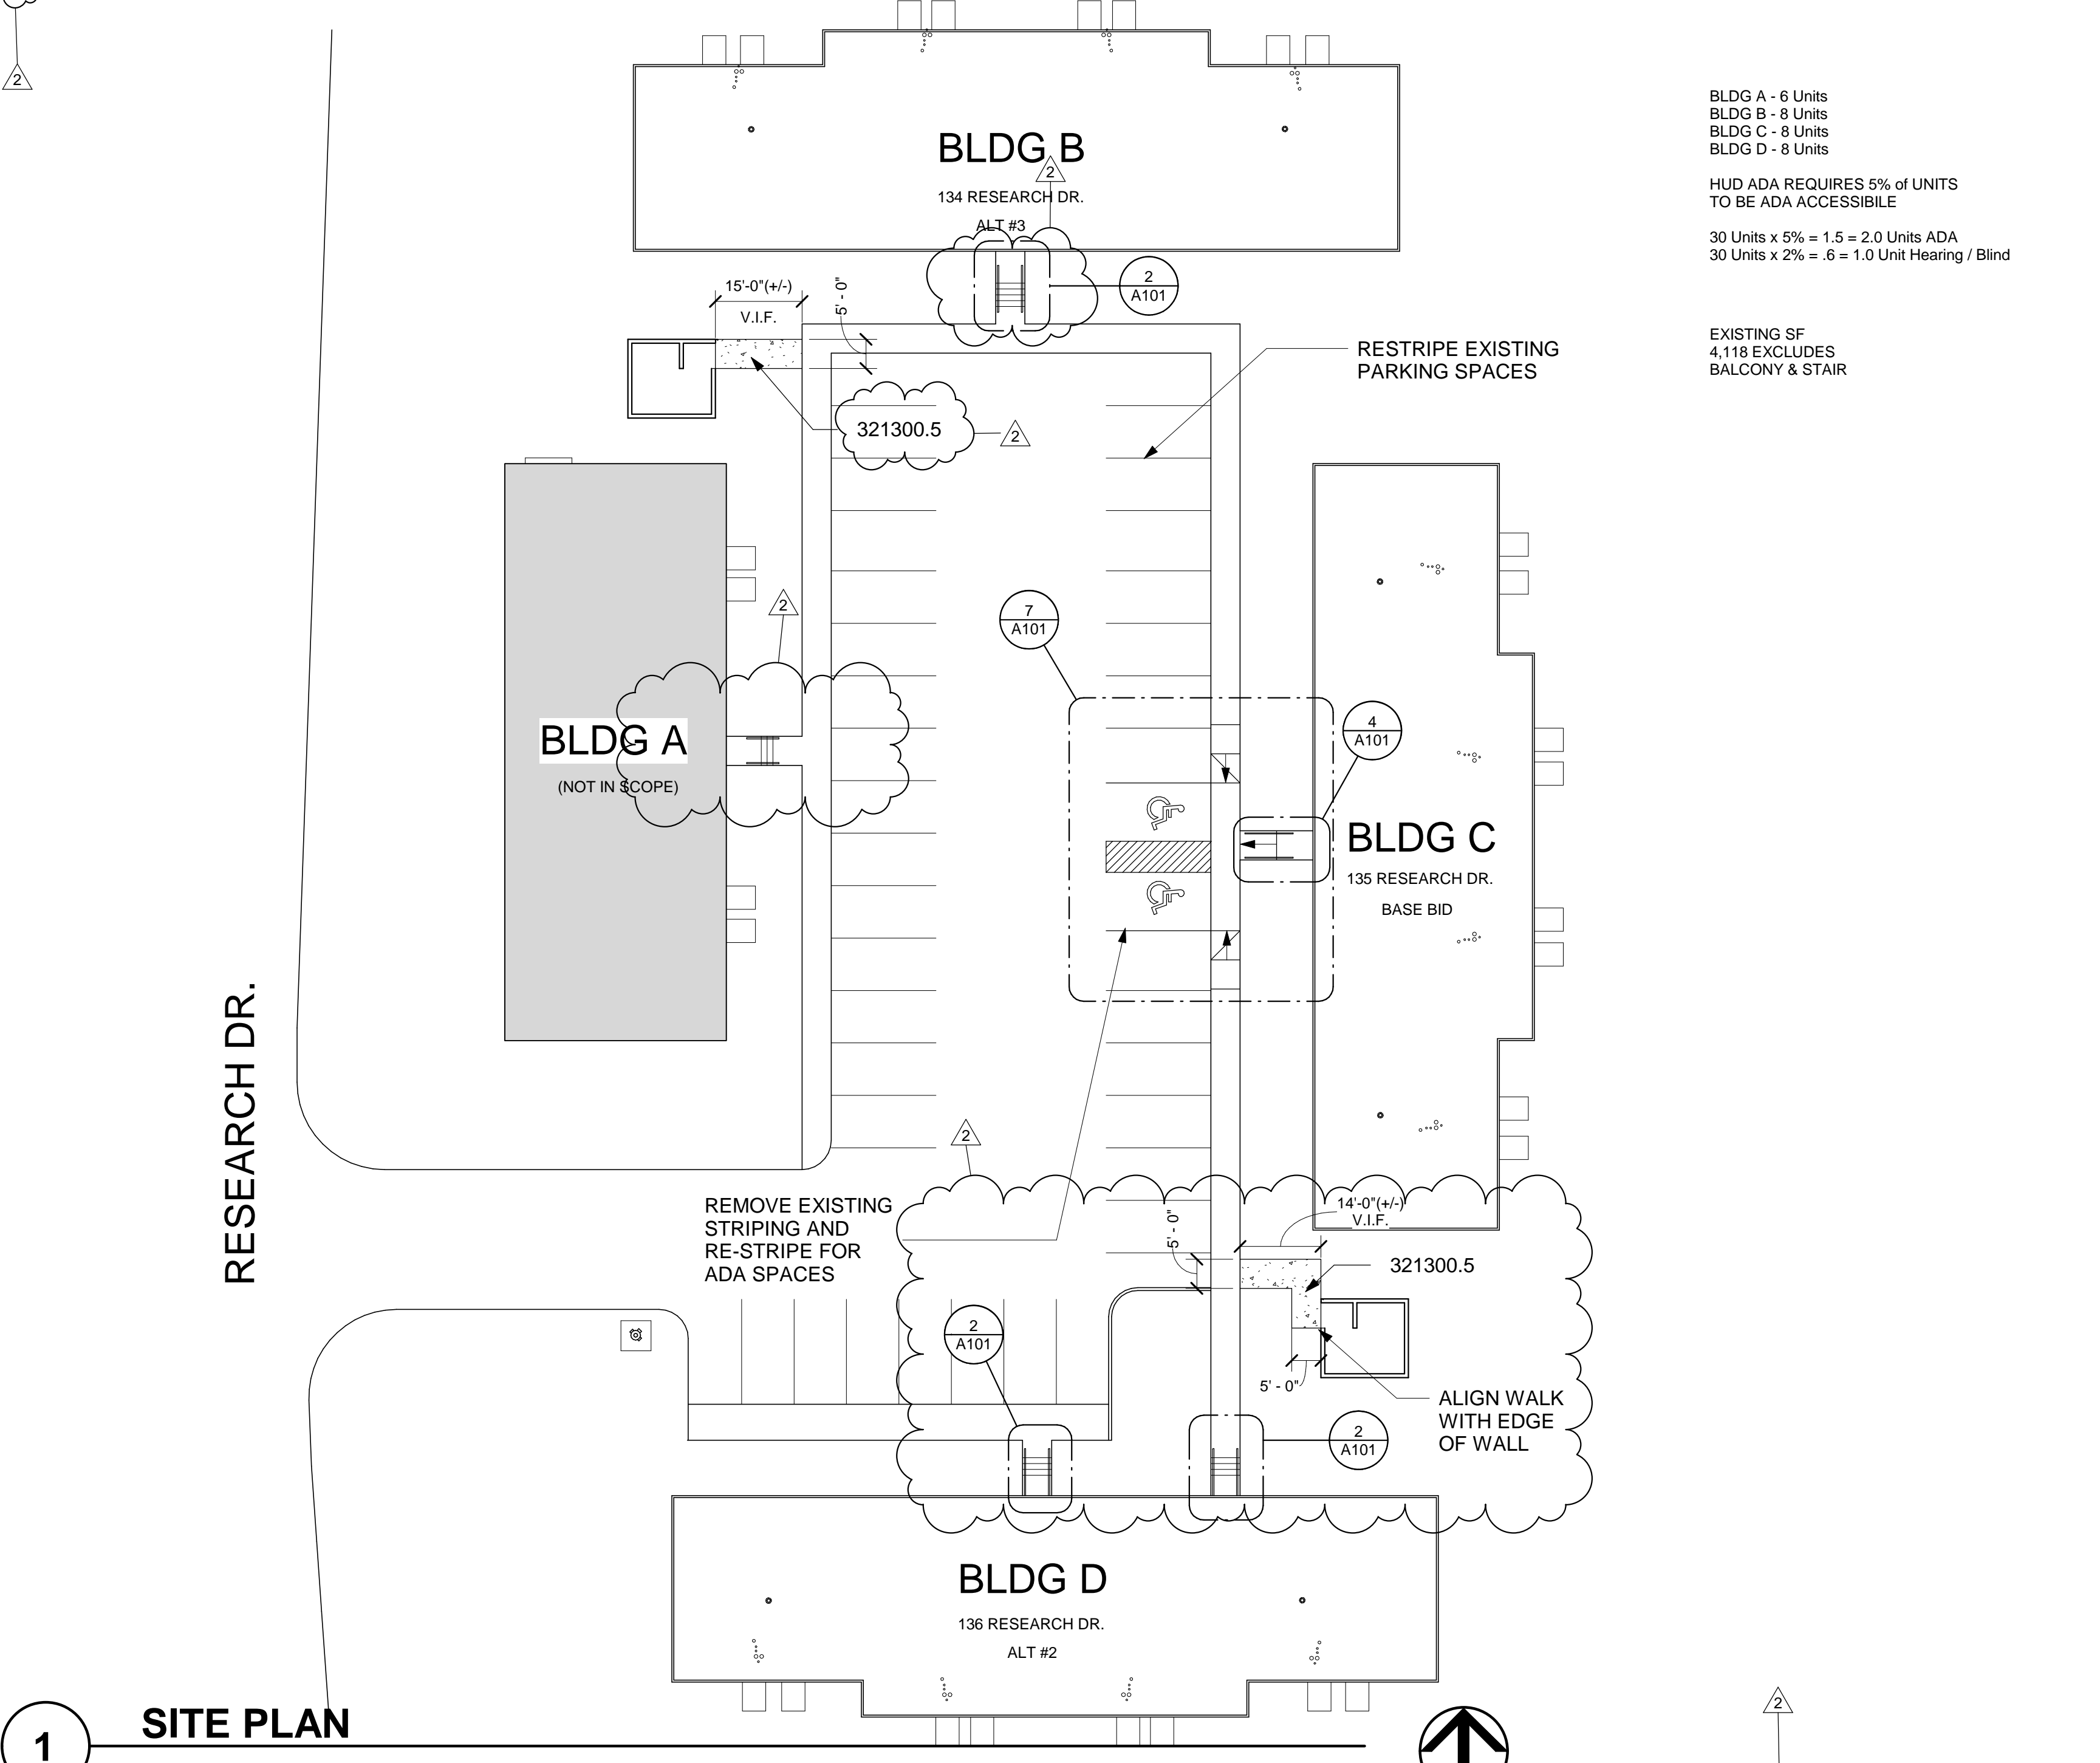 2
BLDG B
2
134 RESEARCH DR.
ALT #3
BLDG A - 6 Units
BLDG B - 8 Units
BLDG C - 8 Units
BLDG D - 8 Units
HUD ADA REQUIRES 5% of UNITS
TO BE ADA ACCESSIBILE
30 Units x 5% = 1.5 = 2.0 Units ADA
30 Units x 2% = .6 = 1.0 Unit Hearing / Blind
EXISTING SF
4,118 EXCLUDES
BALCONY & STAIR
15'-0"(+/-)
V.I.F.
5' - 0"
2
A101
RESTRIPE EXISTING
PARKING SPACES
321300.5
2
7
A101
2
4
A101
BLDG A
(NOT IN SCOPE)
BLDG C
135 RESEARCH DR.
BASE BID
RESEARCH DR.
2
REMOVE EXISTING
STRIPING AND
RE-STRIPE FOR
ADA SPACES
5' - 0"
14'-0"(+/-)
V.I.F.
321300.5
2
A101
5' - 0"
ALIGN WALK
WITH EDGE
OF WALL
2
A101
BLDG D
136 RESEARCH DR.
ALT #2
2
1
SITE PLAN